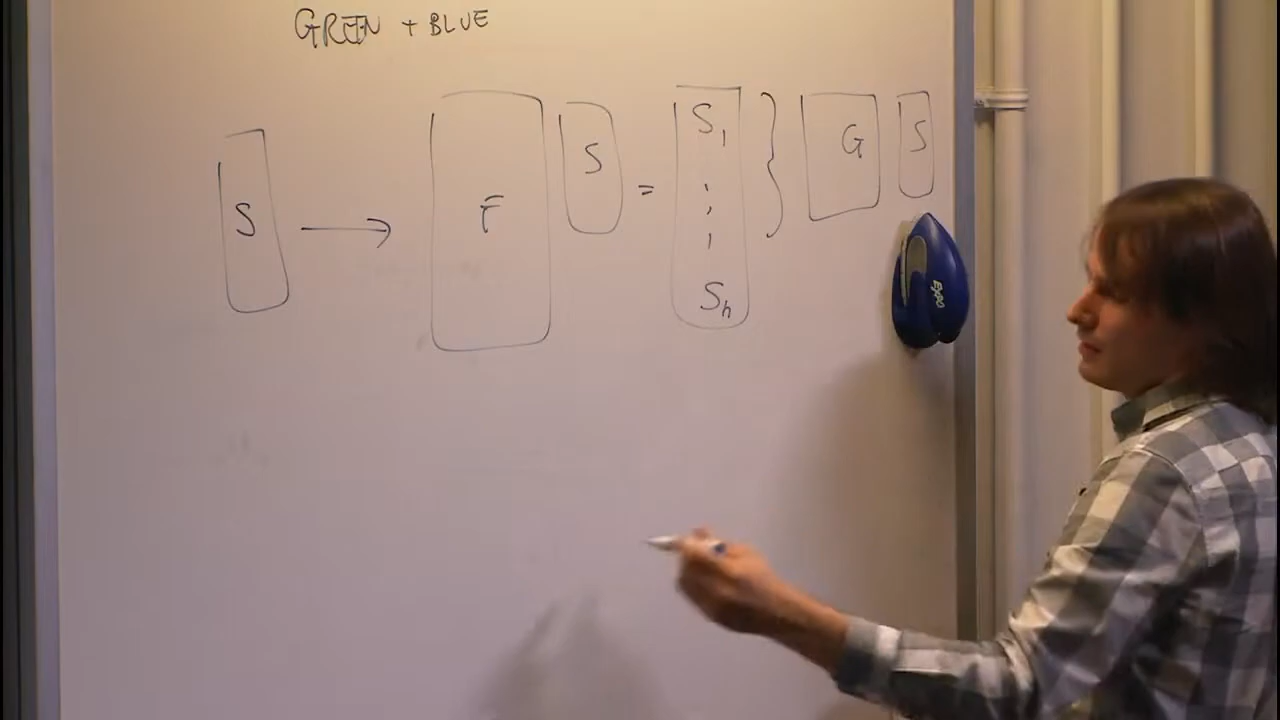 GREEN + BLUE
S → F S = S1 ⋮ Sn } G S
EXPO